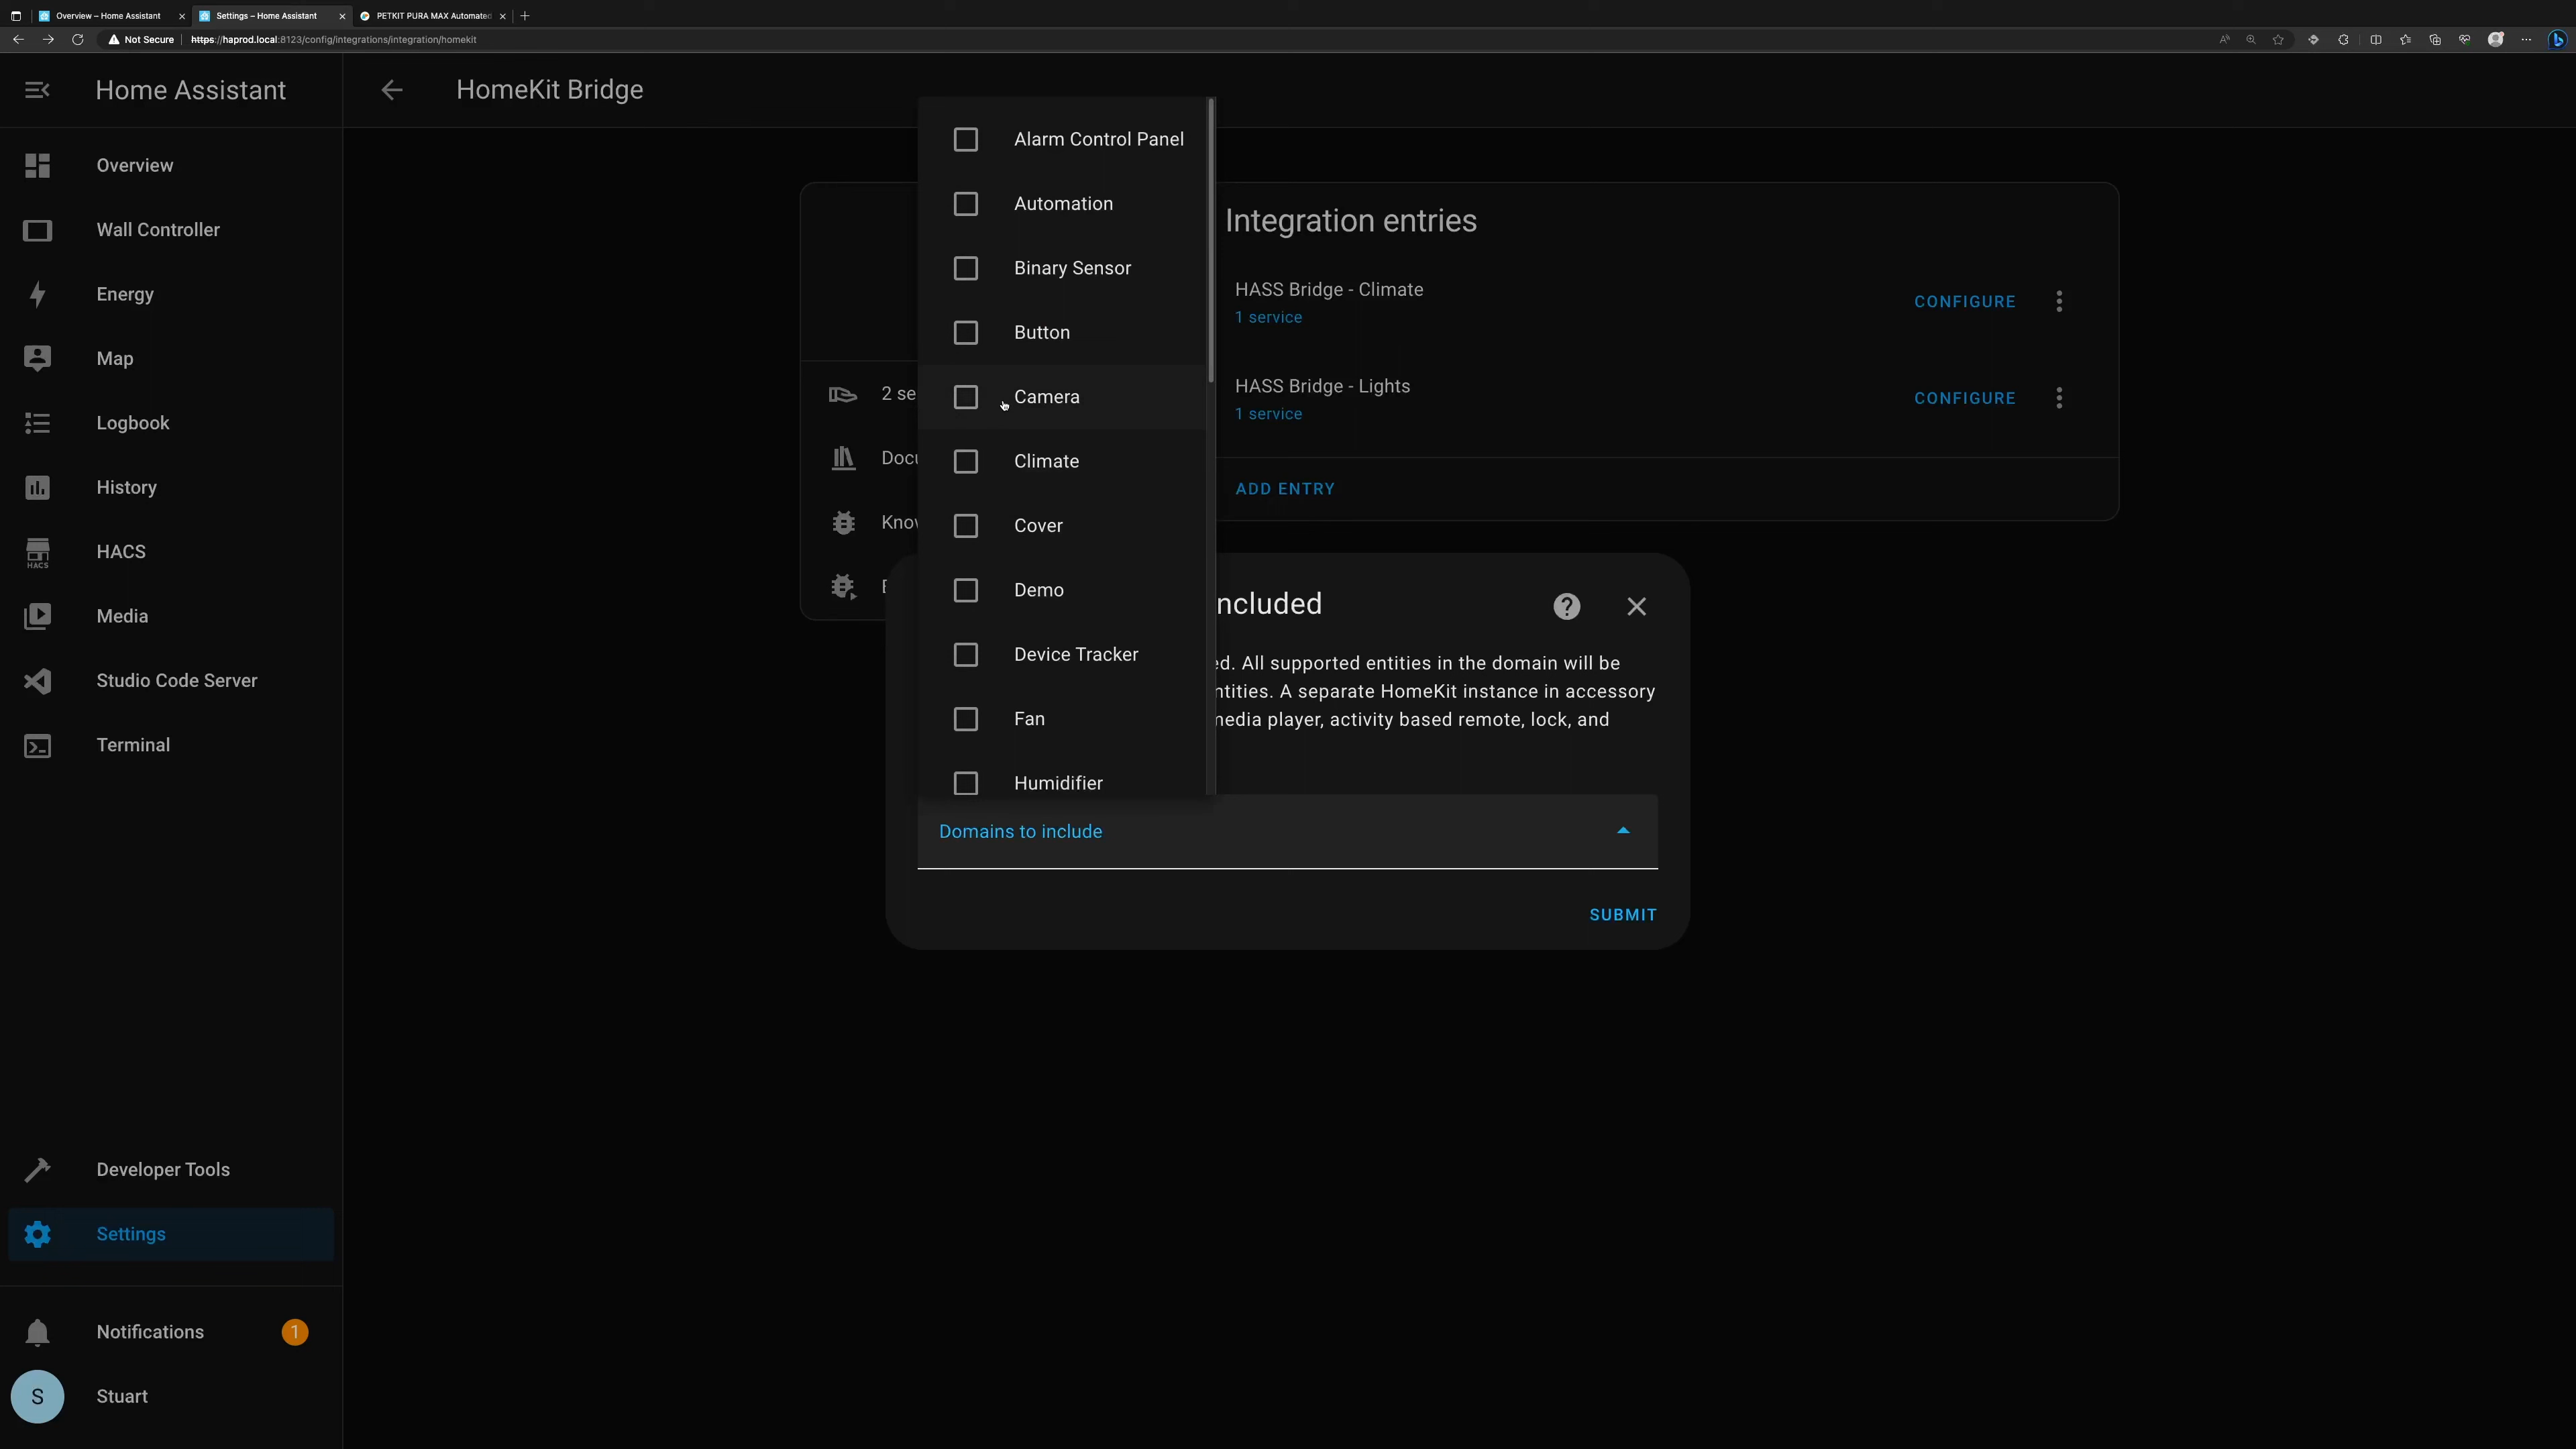 Overview – Home Assistant
Settings – Home Assistant
PETKIT PURA MAX Automated
Not Secure
https://haprod.local:8123/config/integrations/integration/homekit
Home Assistant
HomeKit Bridge
Overview
Wall Controller
Energy
Map
Logbook
History
HACS
HACS
Media
Studio Code Server
Terminal
Developer Tools
Settings
Notifications
1
S
Stuart
Alarm Control Panel
Automation
Binary Sensor
Button
Camera
Climate
Cover
Demo
Device Tracker
Fan
Humidifier
2 se
Docu
Know
Integration entries
HASS Bridge - Climate
1 service
CONFIGURE
HASS Bridge - Lights
1 service
CONFIGURE
ADD ENTRY
ncluded
ed. All supported entities in the domain will be
ntities. A separate HomeKit instance in accessory
nedia player, activity based remote, lock, and
Domains to include
SUBMIT